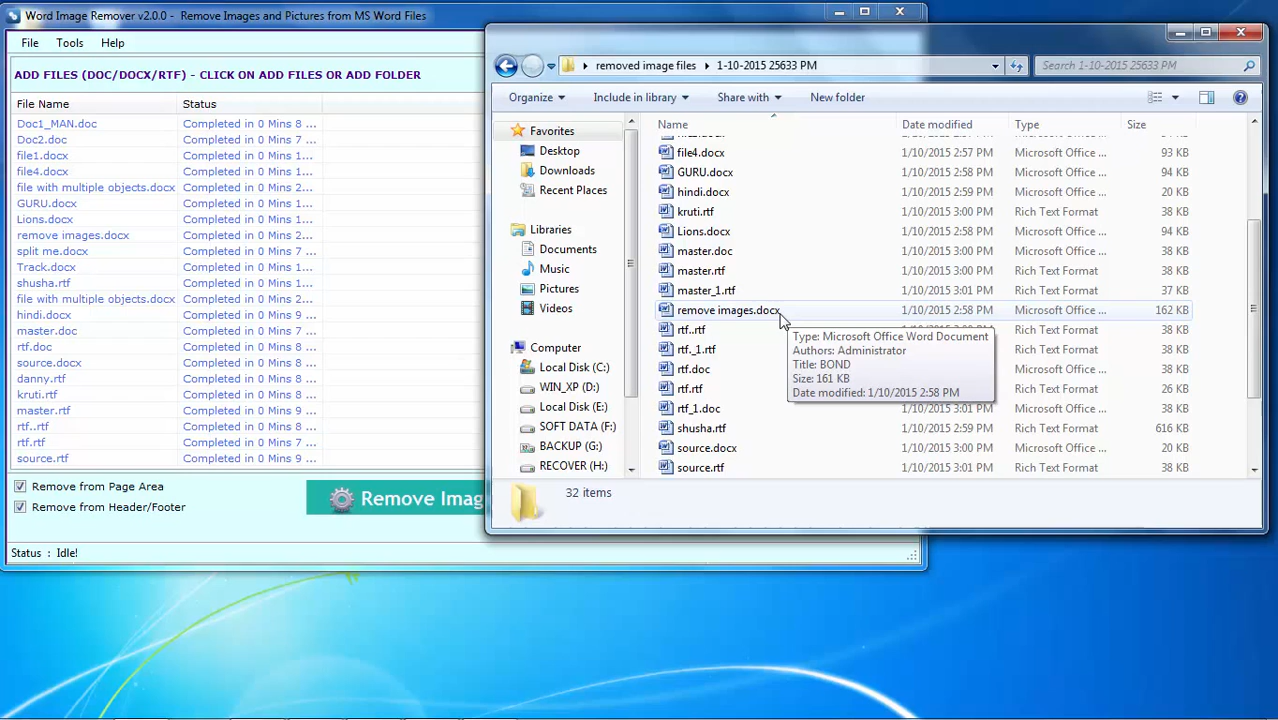 Word Image Remover v2.0.0 - Remove Images and Pictures from MS Word Files
File Tools Help
ADD FILES (DOC/DOCX/RTF) - CLICK ON ADD FILES OR ADD FOLDER
File Name Status
Doc1_MAN.doc Completed in 0 Mins 8 ...
Doc2.doc Completed in 0 Mins 7 ...
file1.docx Completed in 0 Mins 1...
file4.docx Completed in 0 Mins 1...
file with multiple objects.docx Completed in 0 Mins 9 ...
GURU.docx Completed in 0 Mins 1...
Lions.docx Completed in 0 Mins 1...
remove images.docx Completed in 0 Mins 1...
split me.docx Completed in 0 Mins 7 ...
Track.docx Completed in 0 Mins 1...
shusha.rtf Completed in 0 Mins 1...
file with multiple objects.docx Completed in 0 Mins 9 ...
hindi.docx Completed in 0 Mins 9 ...
master.doc Completed in 0 Mins 9 ...
rtf.doc Completed in 0 Mins 8 ...
source.docx Completed in 0 Mins 9 ...
danny.rtf Completed in 0 Mins 8 ...
kruti.rtf Completed in 0 Mins 9 ...
master.rtf Completed in 0 Mins 9 ...
rtf..rtf Completed in 0 Mins 9 ...
rtf.rtf Completed in 0 Mins 7 ...
source.rtf Completed in 0 Mins 9 ...
Remove from Page Area
Remove from Header/Footer
Remove Imag
Status : Idle!
removed image files 1-10-2015 25633 PM
Search 1-10-2015 25633 PM
Organize Include in library Share with New folder
Favorites
Desktop
Downloads
Recent Places
Libraries
Documents
Music
Pictures
Videos
Computer
Local Disk (C:)
WIN_XP (D:)
Local Disk (E:)
SOFT DATA (F:)
BACKUP (G:)
RECOVER (H:)
Name Date modified Type Size
file4.docx 1/10/2015 2:57 PM Microsoft Office ... 93 KB
GURU.docx 1/10/2015 2:58 PM Microsoft Office ... 94 KB
hindi.docx 1/10/2015 3:00 PM Microsoft Office ... 20 KB
kruti.rtf 1/10/2015 3:00 PM Rich Text Format 38 KB
Lions.docx 1/10/2015 2:58 PM Microsoft Office ... 94 KB
master.doc 1/10/2015 3:00 PM Microsoft Office ... 38 KB
master.rtf 1/10/2015 3:00 PM Rich Text Format 38 KB
master_1.rtf 1/10/2015 3:01 PM Rich Text Format 37 KB
remove images.docx 1/10/2015 2:58 PM Microsoft Office ... 162 KB
rtf..rtf Rich Text Format 38 KB
rtf._1.rtf Rich Text Format 38 KB
rtf.doc Microsoft Office ... 38 KB
rtf.rtf Rich Text Format 26 KB
rtf_1.doc 1/10/2015 3:01 PM Microsoft Office ... 38 KB
shusha.rtf 1/10/2015 2:59 PM Rich Text Format 616 KB
source.docx 1/10/2015 3:00 PM Microsoft Office ... 20 KB
source.rtf 1/10/2015 3:01 PM Rich Text Format 38 KB
Type: Microsoft Office Word Document
Authors: Administrator
Title: BOND
Size: 161 KB
Date modified: 1/10/2015 2:58 PM
32 items